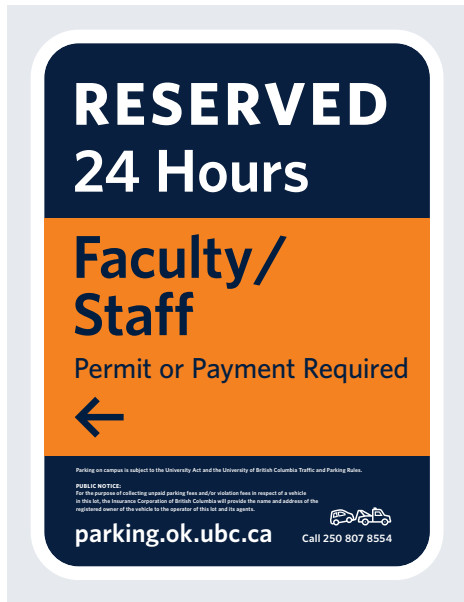 RESERVED
24 Hours
Faculty/
Staff
Permit or Payment Required
Parking on campus is subject to the University Act and the University of British Columbia Traffic and Parking Rules.
PUBLIC NOTICE:
For the purpose of collecting unpaid parking fees and/or violation fees in respect of a vehicle
in this lot, the Insurance Corporation of British Columbia will provide the name and address of the
registered owner of the vehicle to the operator of this lot and its agents.
parking.ok.ubc.ca
Call 250 807 8554